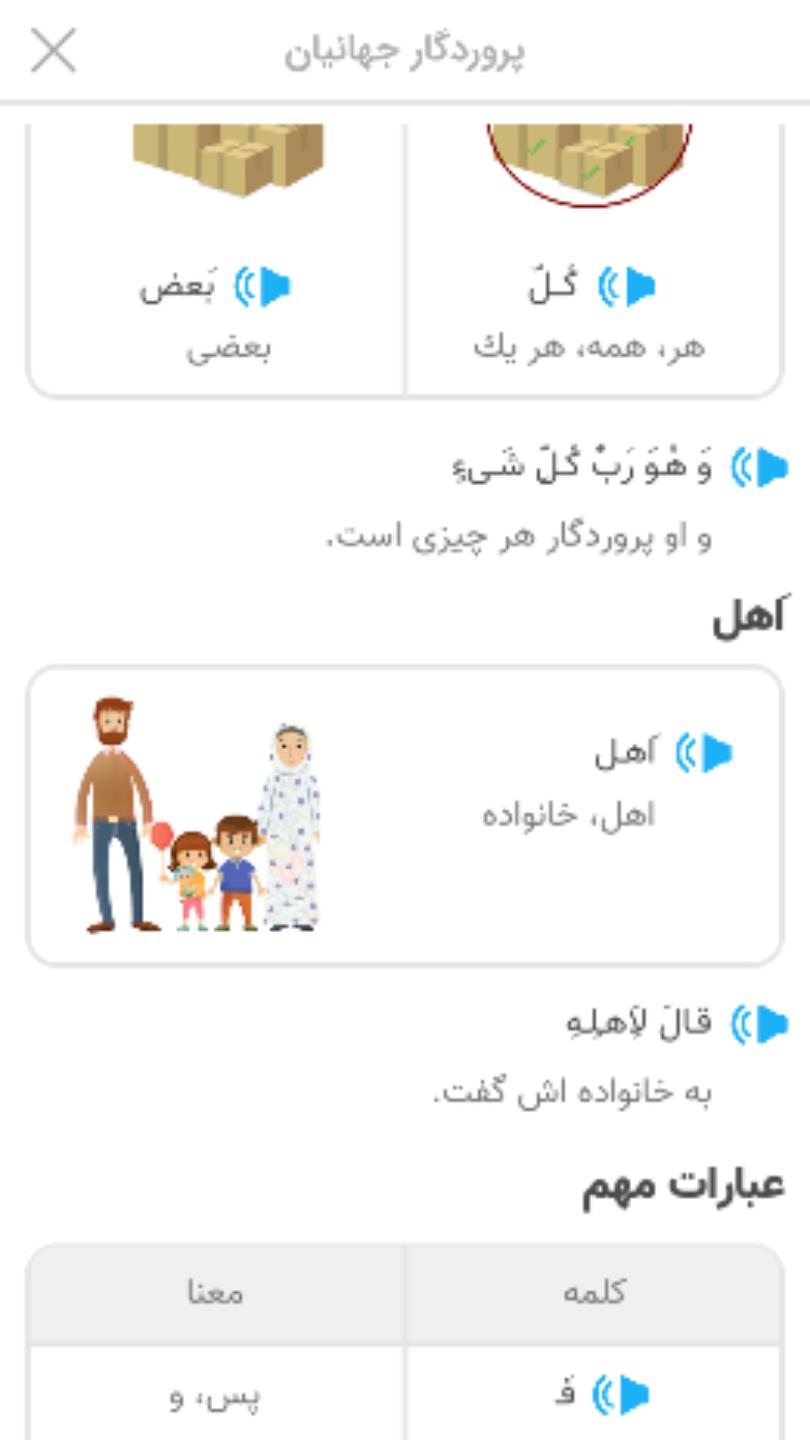 پروردگار جهانیان
كُلّ
بَعض
هر، همه، هر یك
بعضی
وَ هُوَ رَبُّ كُلِّ شَیءٍ
و او پروردگار هر چیزی است.
اَهل
اَهل
اهل، خانواده
قالَ لِاَهلِهِ
به خانواده اش گفت.
عبارات مهم
کلمه
معنا
فَـ
پس، و